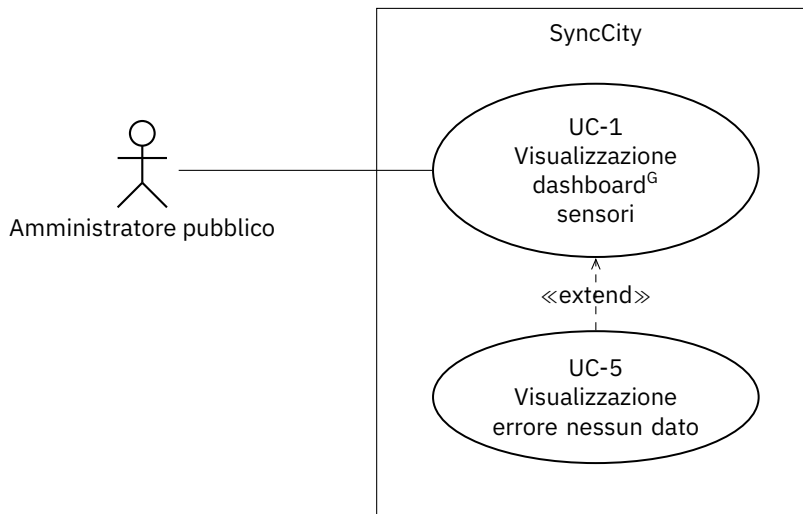 SyncCity
UC-1
Visualizzazione
dashboardᴳ
sensori
Amministratore pubblico
≪extend≫
UC-5
Visualizzazione
errore nessun dato